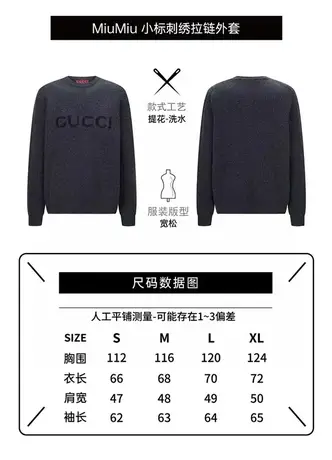 MiuMiu 小标刺绣拉链外套
GUCCI
款式工艺
提花-洗水
服装版型
宽松
尺码数据图
人工平铺测量-可能存在1~3偏差
SIZE S M L XL
胸围 112 116 120 124
衣长 66 68 70 72
肩宽 47 48 49 50
袖长 62 63 64 65